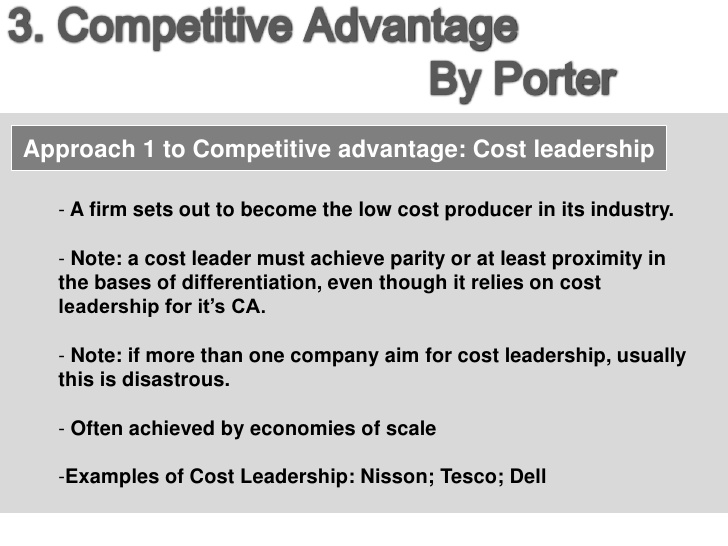 3. Competitive Advantage
By Porter
Approach 1 to Competitive advantage: Cost leadership
- A firm sets out to become the low cost producer in its industry.
- Note: a cost leader must achieve parity or at least proximity in
the bases of differentiation, even though it relies on cost
leadership for it’s CA.
- Note: if more than one company aim for cost leadership, usually
this is disastrous.
- Often achieved by economies of scale
-Examples of Cost Leadership: Nisson; Tesco; Dell